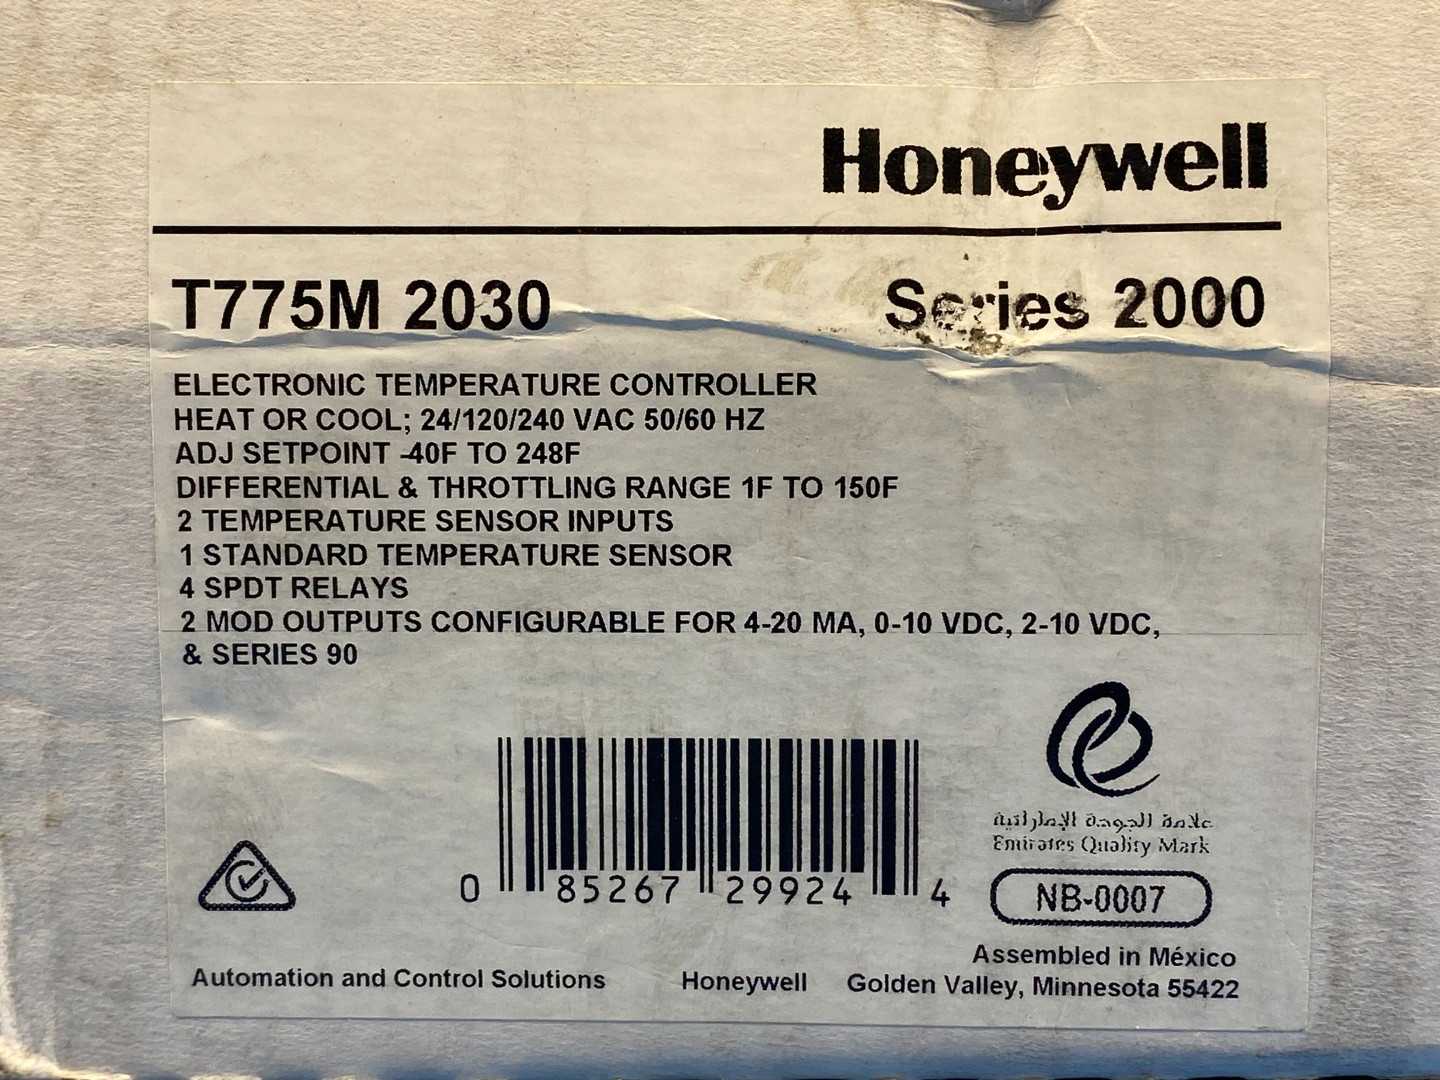 Honeywell
T775M 2030 Series 2000
ELECTRONIC TEMPERATURE CONTROLLER
HEAT OR COOL; 24/120/240 VAC 50/60 HZ
ADJ SETPOINT -40F TO 248F
DIFFERENTIAL & THROTTLING RANGE 1F TO 150F
2 TEMPERATURE SENSOR INPUTS
1 STANDARD TEMPERATURE SENSOR
4 SPDT RELAYS
2 MOD OUTPUTS CONFIGURABLE FOR 4-20 MA, 0-10 VDC, 2-10 VDC,
& SERIES 90
علامة الجودة الإماراتية
Emirates Quality Mark
0 85267 29924 4
NB-0007
Assembled in México
Automation and Control Solutions Honeywell Golden Valley, Minnesota 55422